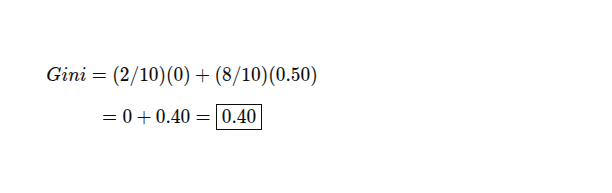 Gini = (2/10)(0) + (8/10)(0.50)
= 0 + 0.40 = 0.40